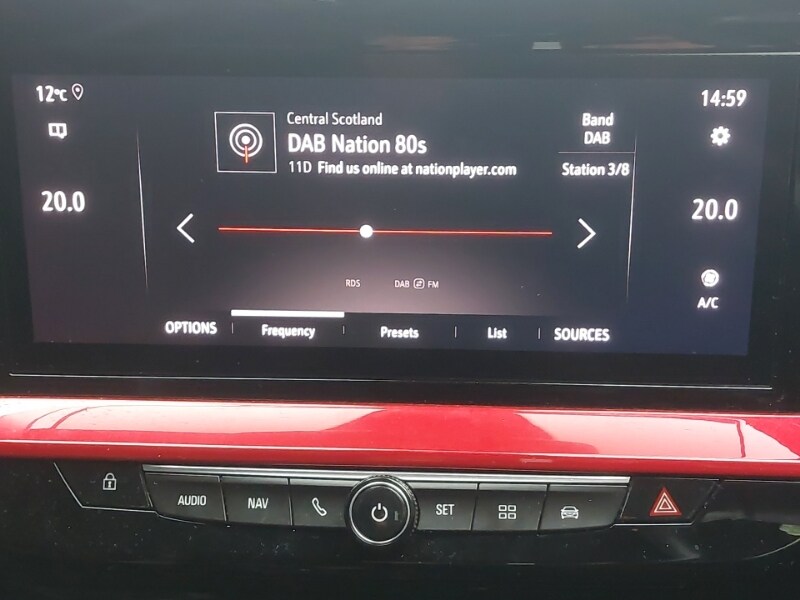 12°C
14:59
Central Scotland
DAB Nation 80s
11D Find us online at nationplayer.com
Band
DAB
Station 3/8
20.0
20.0
RDS
DAB FM
A/C
OPTIONS
Frequency
Presets
List
SOURCES
AUDIO
NAV
SET